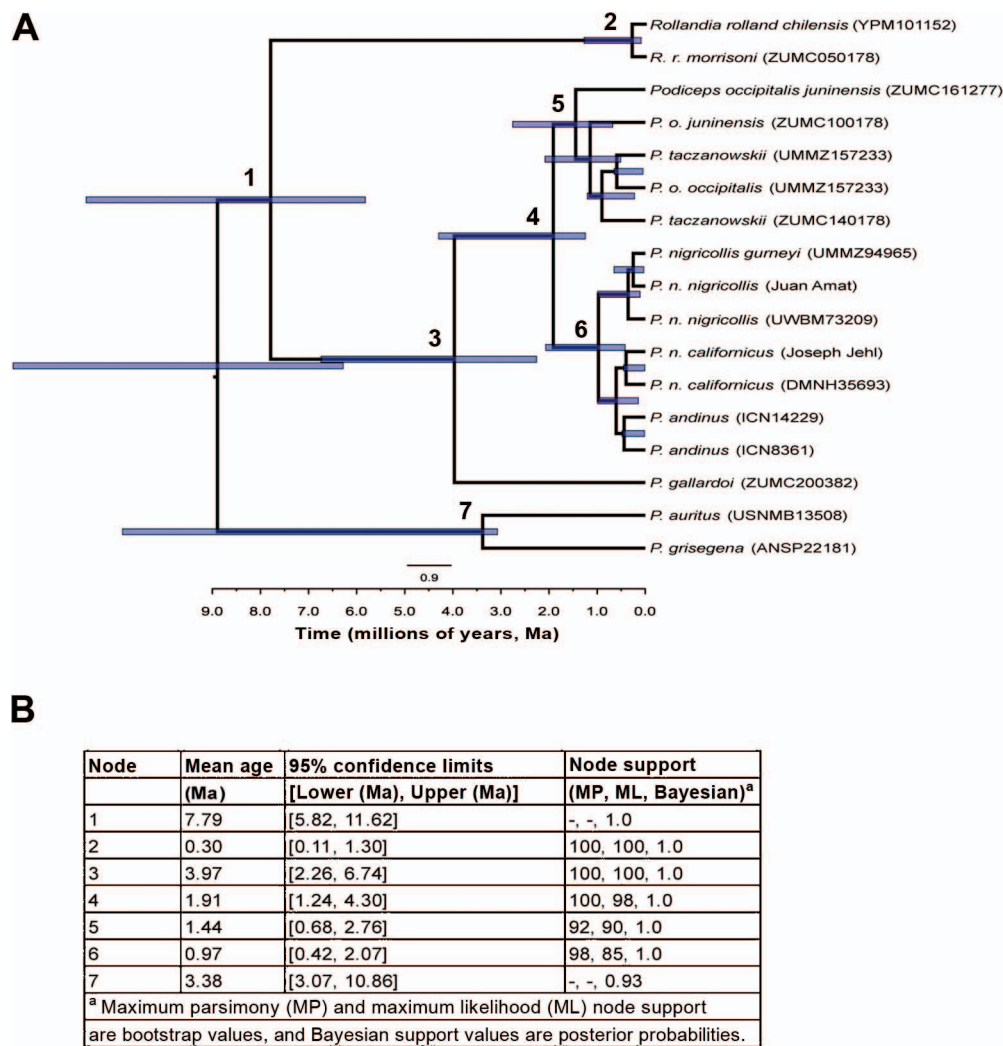 A
2
Rollandia rolland chilensis (YPM101152)
R. r. morrisoni (ZUMC050178)
Podiceps occipitalis juninensis (ZUMC161277)
5
P. o. juninensis (ZUMC100178)
P. taczanowskii (UMMZ157233)
1
P. o. occipitalis (UMMZ157233)
4
P. taczanowskii (ZUMC140178)
P. nigricollis gurneyi (UMMZ94965)
P. n. nigricollis (Juan Amat)
P. n. nigricollis (UWBM73209)
3
6
P. n. californicus (Joseph Jehl)
P. n. californicus (DMNH35693)
P. andinus (ICN14229)
P. andinus (ICN8361)
P. gallardoi (ZUMC200382)
7
P. auritus (USNMB13508)
P. grisegena (ANSP22181)
0.9
9.0 8.0 7.0 6.0 5.0 4.0 3.0 2.0 1.0 0.0
Time (millions of years, Ma)
B
Node Mean age 95% confidence limits Node support
(Ma) [Lower (Ma), Upper (Ma)] (MP, ML, Bayesian)a
1 7.79 [5.82, 11.62] -, -, 1.0
2 0.30 [0.11, 1.30] 100, 100, 1.0
3 3.97 [2.26, 6.74] 100, 100, 1.0
4 1.91 [1.24, 4.30] 100, 98, 1.0
5 1.44 [0.68, 2.76] 92, 90, 1.0
6 0.97 [0.42, 2.07] 98, 85, 1.0
7 3.38 [3.07, 10.86] -, -, 0.93
a Maximum parsimony (MP) and maximum likelihood (ML) node support
are bootstrap values, and Bayesian support values are posterior probabilities.